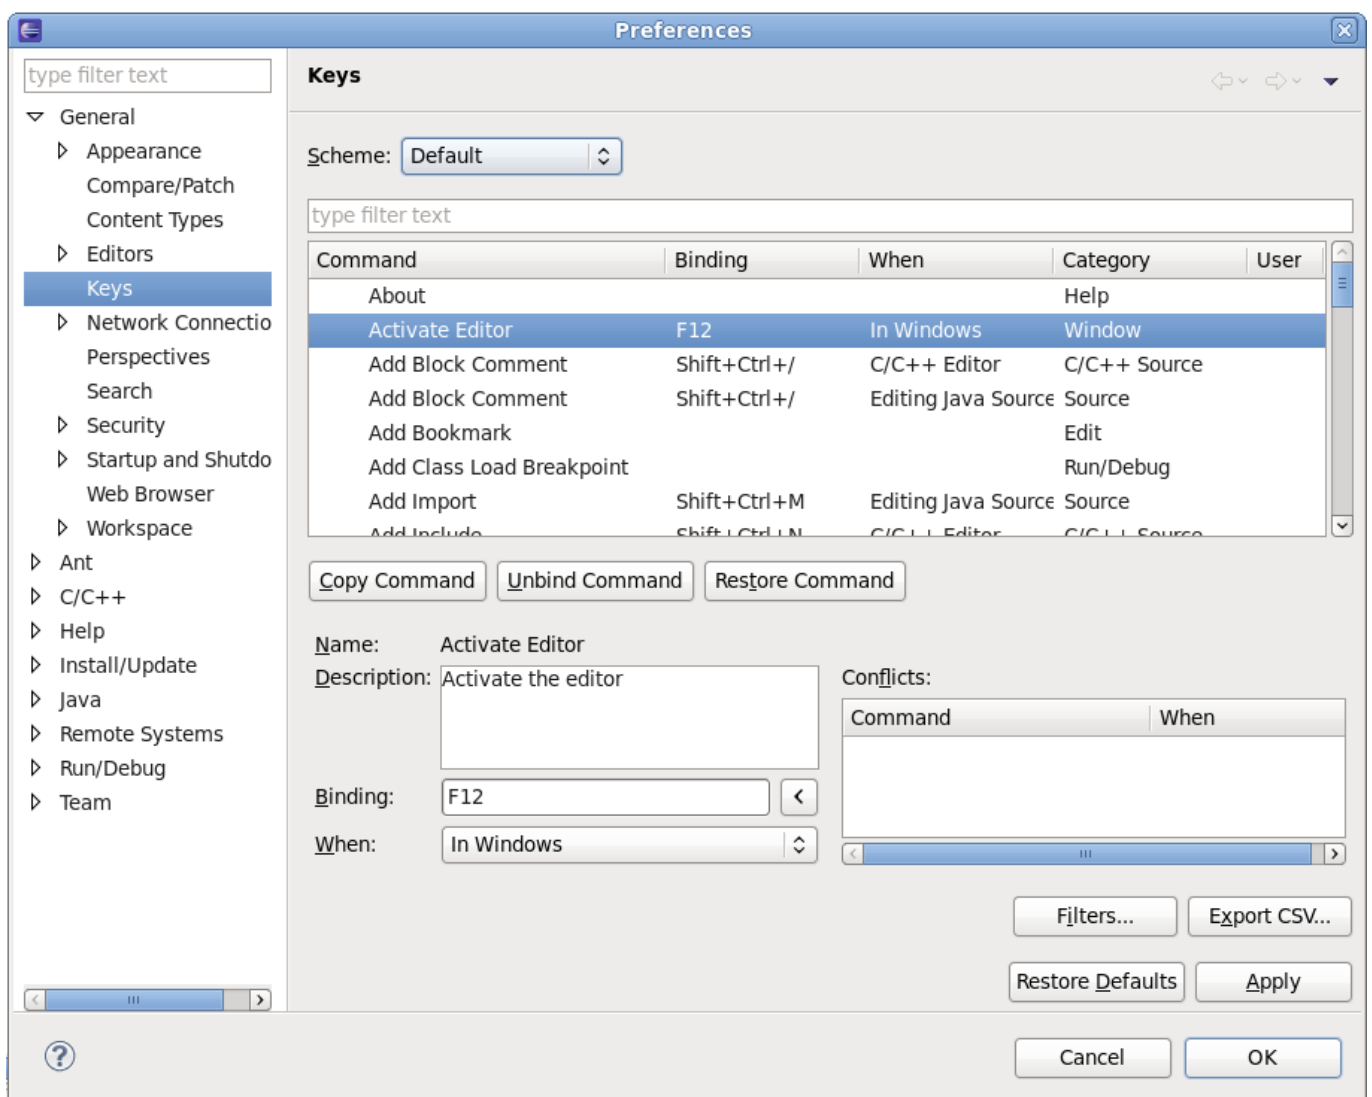 Preferences
type filter text
General
Appearance
Compare/Patch
Content Types
Editors
Keys
Network Connectio
Perspectives
Search
Security
Startup and Shutdo
Web Browser
Workspace
Ant
C/C++
Help
Install/Update
Java
Remote Systems
Run/Debug
Team
Keys
Scheme: Default
type filter text
Command Binding When Category User
About Help
Activate Editor F12 In Windows Window
Add Block Comment Shift+Ctrl+/ C/C++ Editor C/C++ Source
Add Block Comment Shift+Ctrl+/ Editing Java Source Source
Add Bookmark Edit
Add Class Load Breakpoint Run/Debug
Add Import Shift+Ctrl+M Editing Java Source Source
Add Include Shift+Ctrl+N C/C++ Editor C/C++ Source
Copy Command Unbind Command Restore Command
Name: Activate Editor
Description: Activate the editor
Binding: F12
When: In Windows
Conflicts:
Command When
Filters... Export CSV...
Restore Defaults Apply
Cancel OK